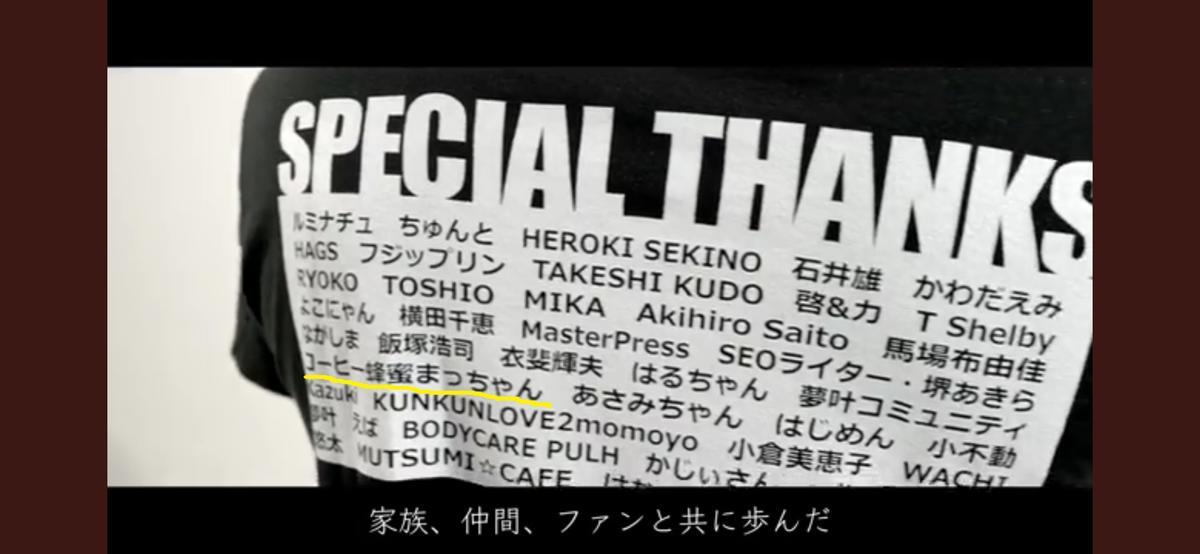 SPECIAL THANKS
ルミナチュ ちゅんと HEROKI SEKINO 石井雄 かわだえみ
HAGS フジップリン TAKESHI KUDO 啓&力 T Shelby
RYOKO TOSHIO MIKA Akihiro Saito 馬場布由佳
よこにゃん 横田千恵 MasterPress SEOライター・堺あきら
ながしま 飯塚浩司 衣斐輝夫 はるちゃん 夢叶コミュニティ
コーヒー蜂蜜まっちゃん あさみちゃん はじめん 小不動
Kazuki KUNKUNLOVE2momoyo 小倉美恵子 WACHI
えば BODYCARE PULH かじぃさん
悠太 MUTSUMI☆CAFE
家族、仲間、ファンと共に歩んだ